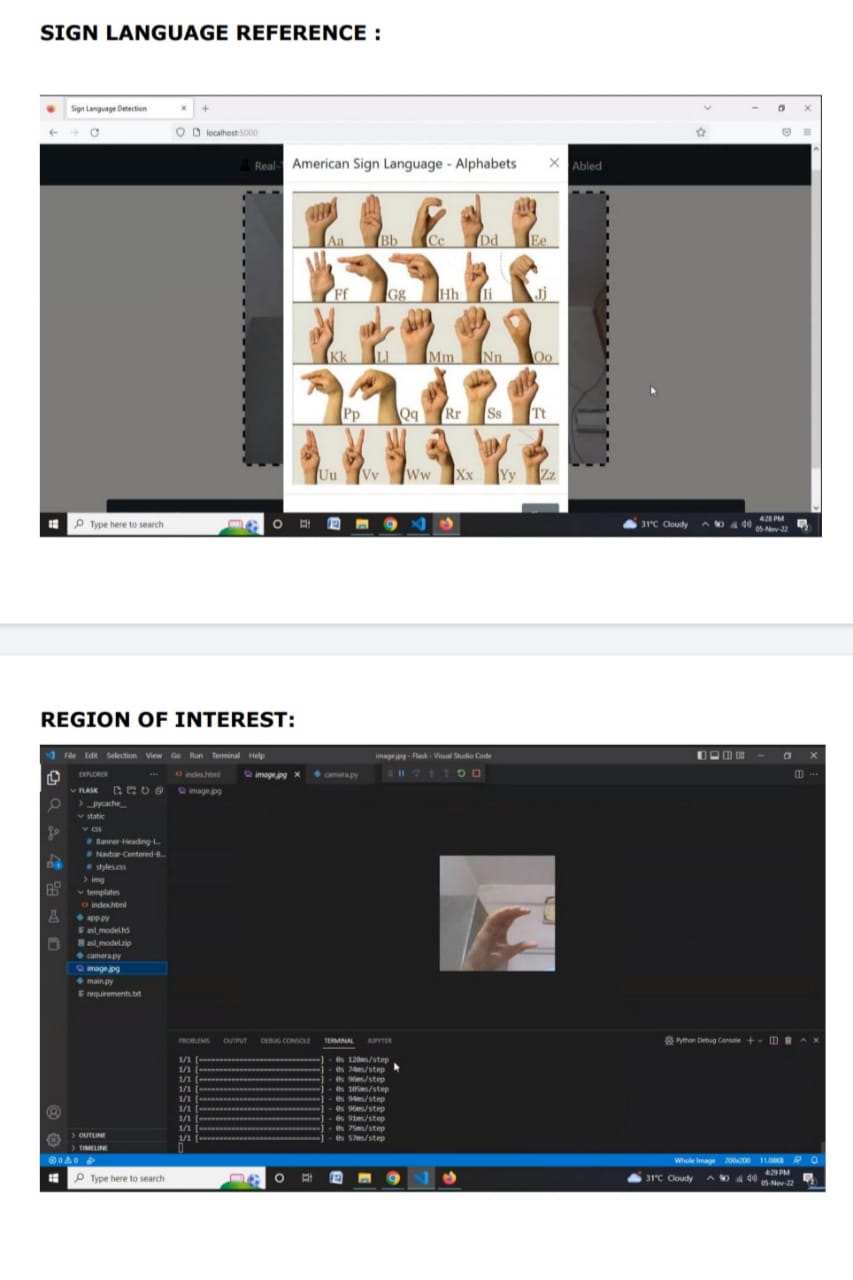 SIGN LANGUAGE REFERENCE :
Sign Language Detection × +
localhost:5000
Real- American Sign Language - Alphabets × Abled
Aa Bb Cc Dd Ee
Ff Gg Hh Ii Jj
Kk Ll Mm Nn Oo
Pp Qq Rr Ss Tt
Uu Vv Ww Xx Yy Zz
Type here to search 31°C Cloudy 4:28 PM
05-Nov-22
REGION OF INTEREST:
File Edit Selection View Go Run Terminal Help image.jpg - Flask - Visual Studio Code
EXPLORER ... index.html image.jpg × camera.py
FLASK image.jpg
> __pycache__
static
css
# Banner-Heading-I...
# Navbar-Centered-B...
# styles.css
> img
templates
index.html
app.py
asl_model.h5
asl_model.zip
camera.py
image.jpg
main.py
requirements.txt
PROBLEMS OUTPUT DEBUG CONSOLE TERMINAL JUPYTER Python Debug Console
1/1 [==============================] - 0s 128ms/step
1/1 [==============================] - 0s 74ms/step
1/1 [==============================] - 0s
1/1 [==============================] - 0s
1/1 [==============================] - 0s 94ms/step
1/1 [==============================] - 0s 96ms/step
1/1 [==============================] - 0s 91ms/step
1/1 [==============================] - 0s 75ms/step
1/1 [==============================] - 0s 57ms/step
> OUTLINE
> TIMELINE
0 0 Whole Image 200x200 11.08KB
Type here to search 31°C Cloudy 4:29 PM
05-Nov-22